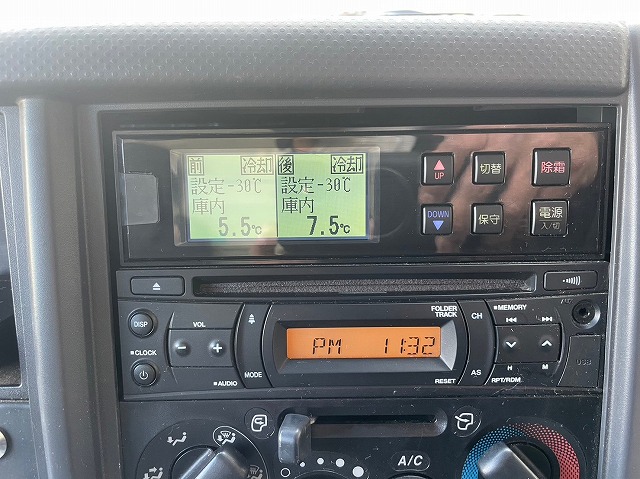 前 冷却 後 冷却
設定-30℃ 設定-30℃
庫内 庫内
5.5℃ 7.5℃
UP 切替 除霜
DOWN 保守 電源
入/切
DISP
VOL
CLOCK
AUDIO
MODE
FOLDER
TRACK
PM 11:32
RESET
CH
AS
MEMORY
H M
RPT/RDM
USB
A/C